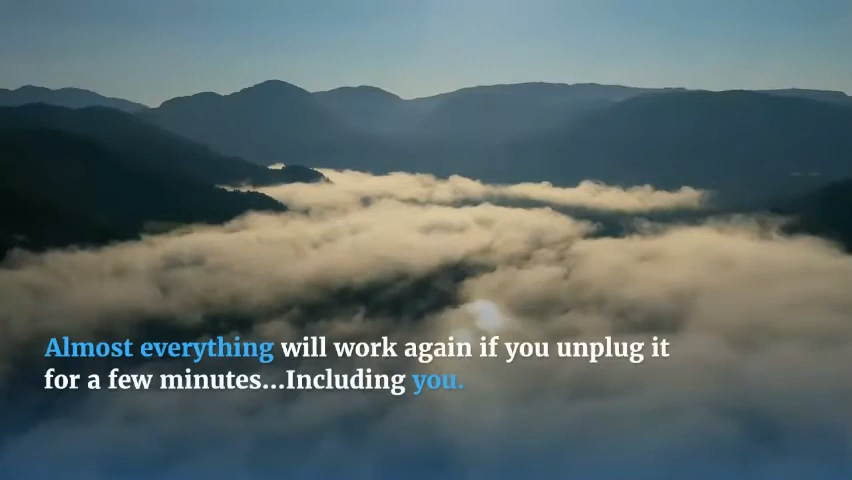 Almost everything will work again if you unplug it
for a few minutes...Including you.